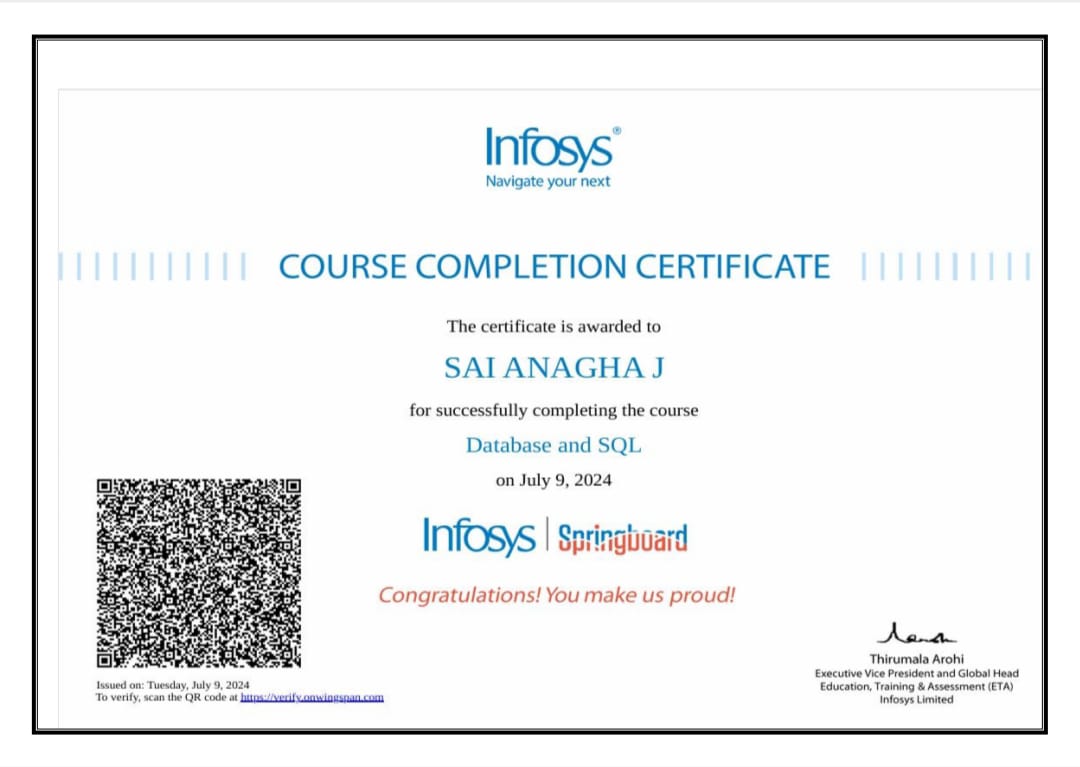 Infosys®
Navigate your next
COURSE COMPLETION CERTIFICATE
The certificate is awarded to
SAI ANAGHA J
for successfully completing the course
Database and SQL
on July 9, 2024
Infosys | Springboard
Congratulations! You make us proud!
Issued on: Tuesday, July 9, 2024
To verify, scan the QR code at https://verify.onwingspan.com
Thirumala Arohi
Executive Vice President and Global Head
Education, Training & Assessment (ETA)
Infosys Limited